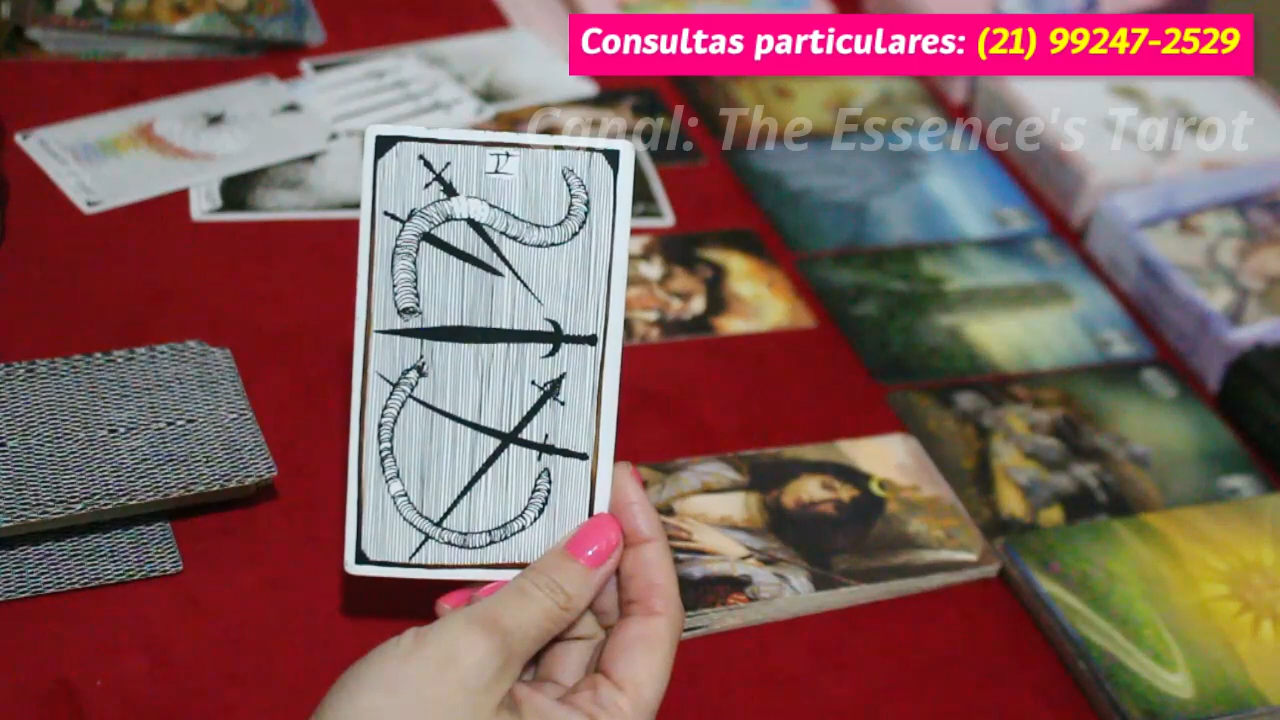 Consultas particulares: (21) 99247-2529
Canal: The Essence's Tarot